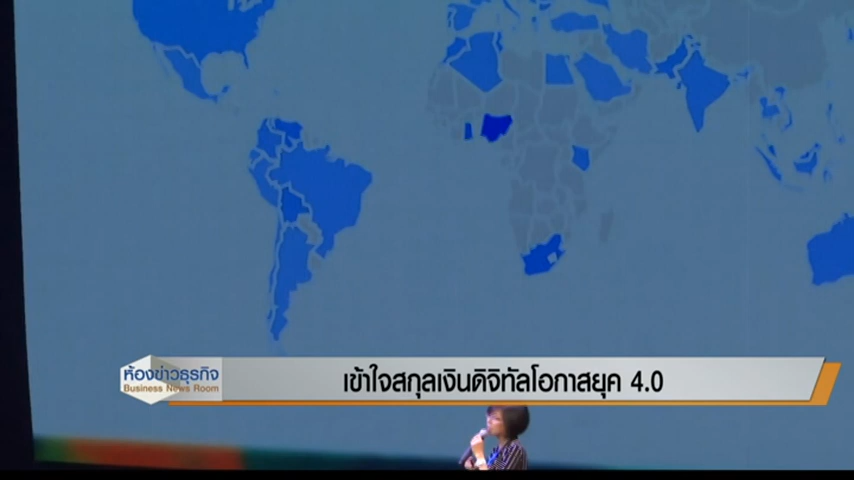 ห้องข่าวธุรกิจ
Business News Room
เข้าใจสกุลเงินดิจิทัลโอกาสยุค 4.0